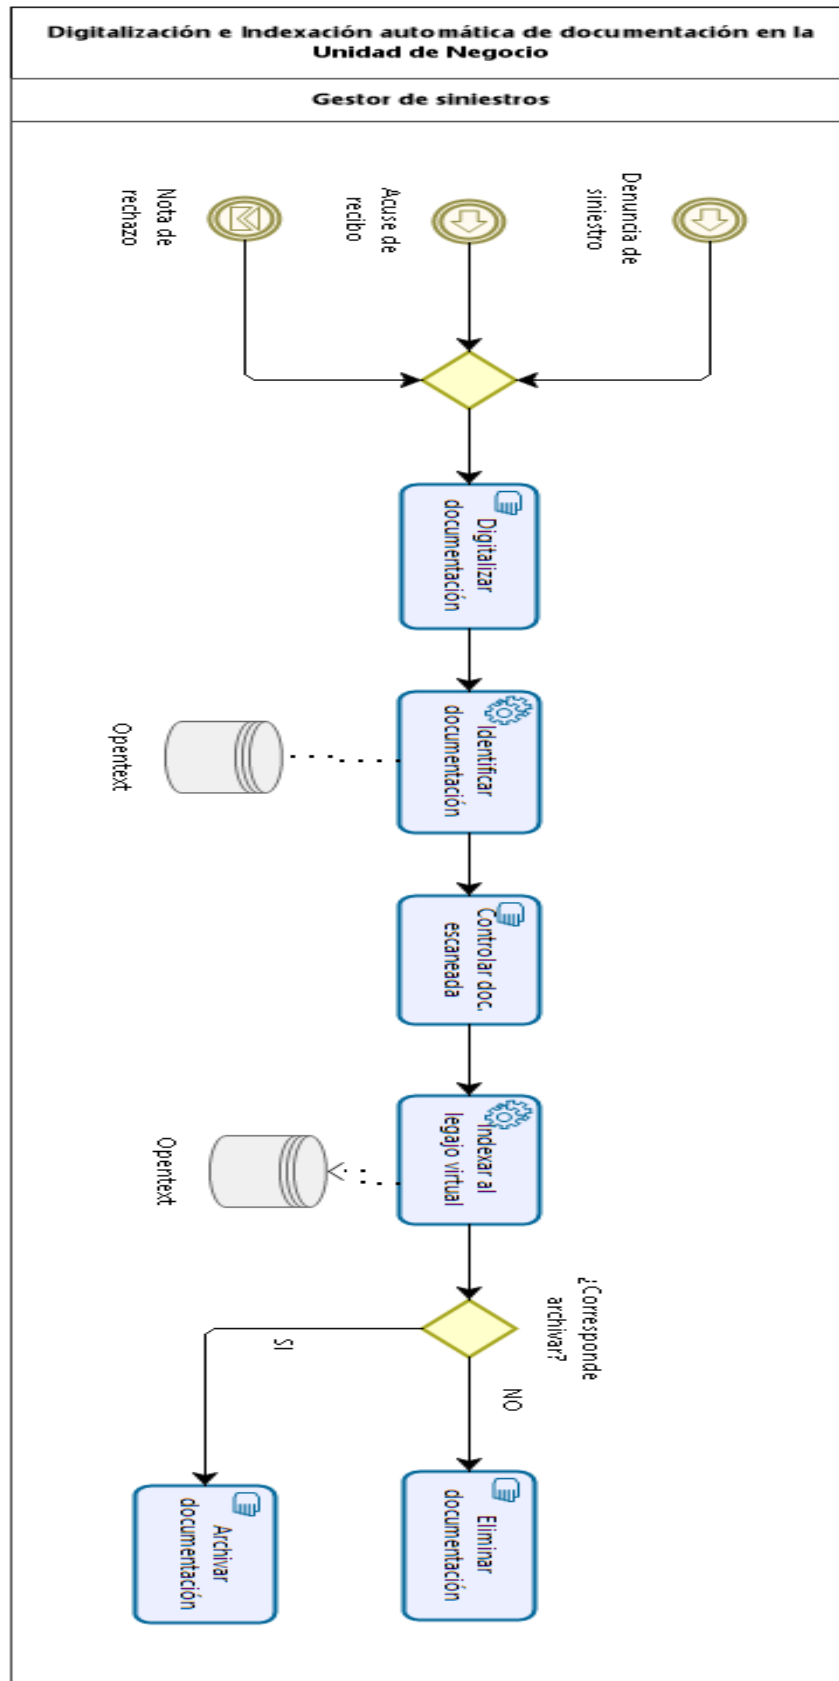 Digitalización e Indexación automática de documentación en la
Unidad de Negocio
Gestor de siniestros
Denuncia de
siniestro
Acuse de
recibo
Nota de
rechazo
Digitalizar
documentación
Identificar
documentación
Opentext
Controlar doc.
escaneada
Indexar al
legajo virtual
Opentext
¿Corresponde
archivar?
SI
NO
Eliminar
documentación
Archivar
documentación